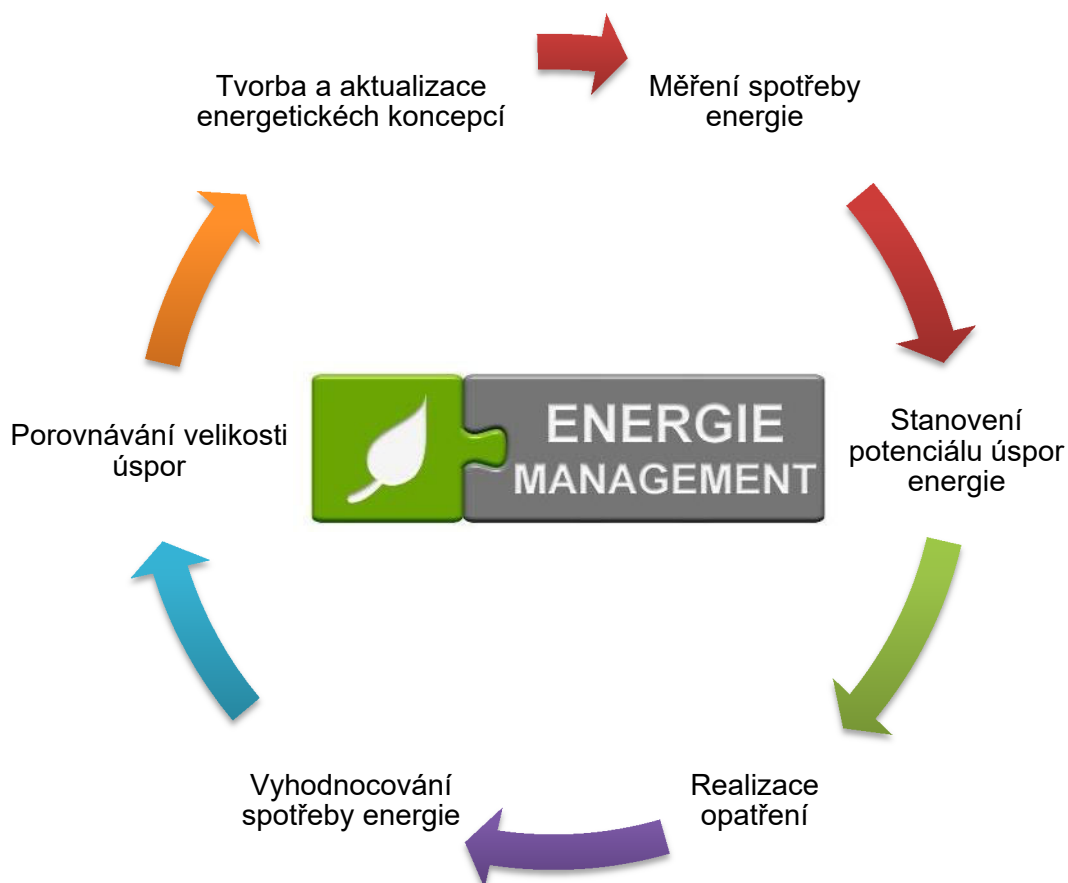 Tvorba a aktualizace
energetickéch koncepcí
Měření spotřeby
energie
Stanovení
potenciálu úspor
energie
Realizace
opatření
Vyhodnocování
spotřeby energie
Porovnávání velikosti
úspor
ENERGIE
MANAGEMENT